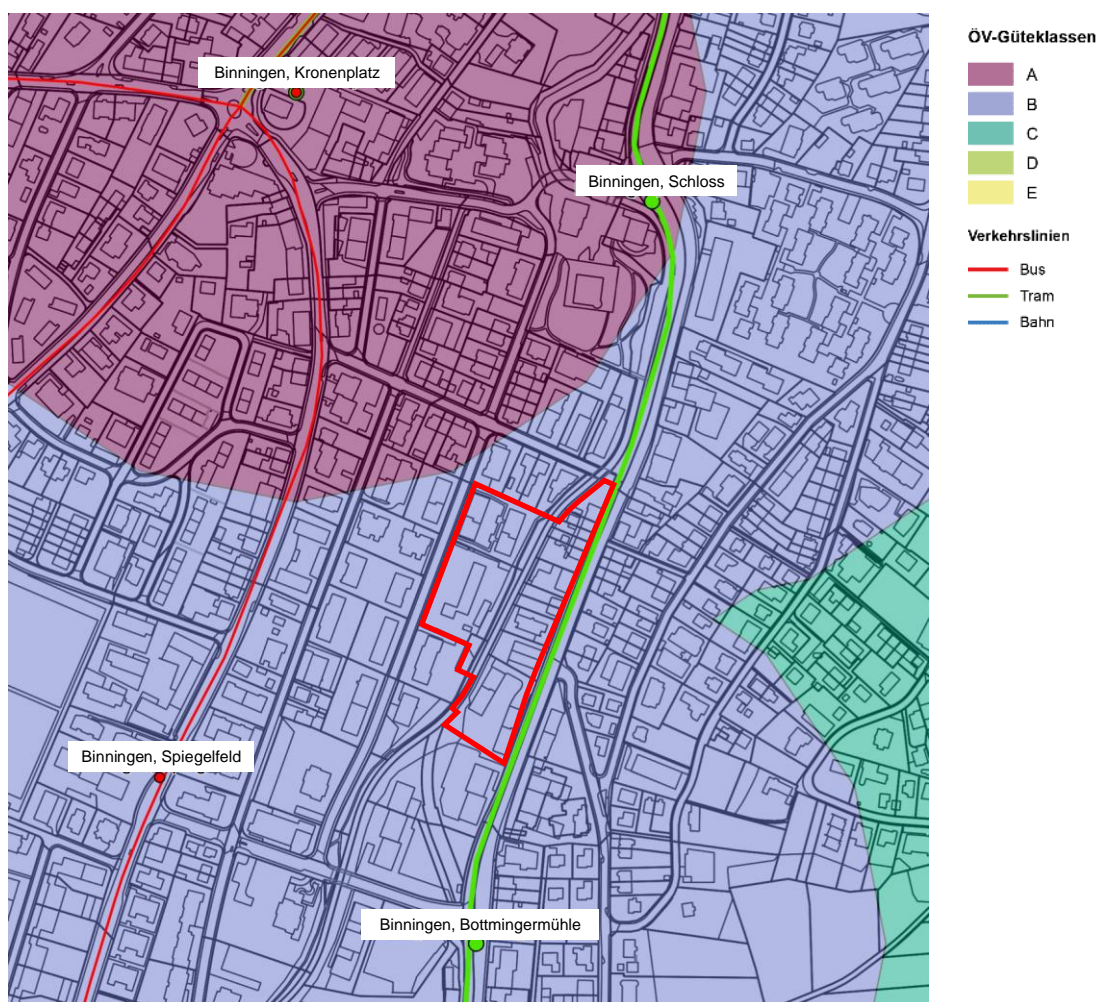 Binningen, Kronenplatz
Binningen, Schloss
Binningen, Spiegelfeld
Binningen, Bottmingermühle
ÖV-Güteklassen
A
B
C
D
E
Verkehrslinien
Bus
Tram
Bahn